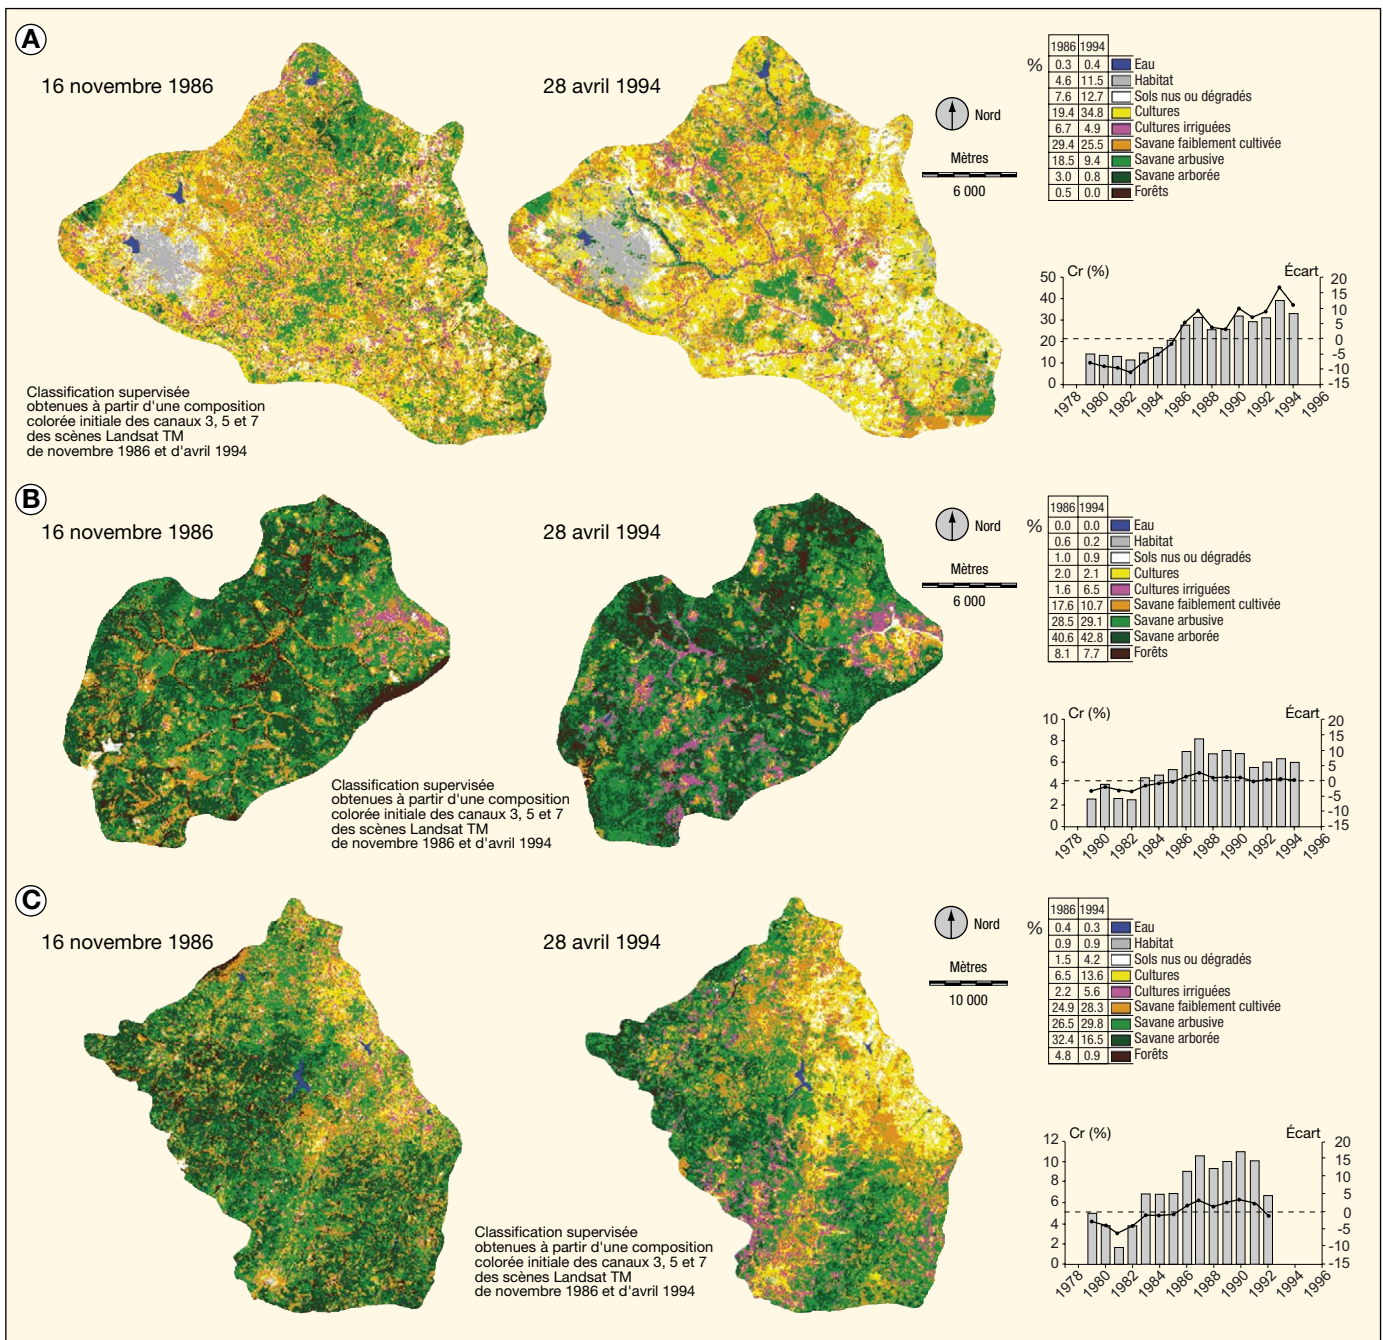 A
16 novembre 1986
28 avril 1994
Nord
Mètres
6 000
1986 1994
%
0.3 0.4 Eau
4.6 11.5 Habitat
7.6 12.7 Sols nus ou dégradés
19.4 34.8 Cultures
6.7 4.9 Cultures irriguées
29.4 25.5 Savane faiblement cultivée
18.5 9.4 Savane arbusive
3.0 0.8 Savane arborée
0.5 0.0 Forêts
Classification supervisée
obtenues à partir d'une composition
colorée initiale des canaux 3, 5 et 7
des scènes Landsat TM
de novembre 1986 et d'avril 1994
Cr (%) Écart
50 40 30 20 10 0
20 15 10 5 0 -5 -10 -15
1978 1980 1982 1984 1986 1988 1990 1992 1994 1996
B
16 novembre 1986
28 avril 1994
Nord
Mètres
6 000
1986 1994
%
0.0 0.0 Eau
0.6 0.2 Habitat
1.0 0.9 Sols nus ou dégradés
2.0 2.1 Cultures
1.6 6.5 Cultures irriguées
17.6 10.7 Savane faiblement cultivée
28.5 29.1 Savane arbusive
40.6 42.8 Savane arborée
8.1 7.7 Forêts
Classification supervisée
obtenues à partir d'une composition
colorée initiale des canaux 3, 5 et 7
des scènes Landsat TM
de novembre 1986 et d'avril 1994
Cr (%) Écart
10 8 6 4 2 0
20 15 10 5 0 -5 -10 -15
1978 1980 1982 1984 1986 1988 1990 1992 1994 1996
C
16 novembre 1986
28 avril 1994
Nord
Mètres
10 000
1986 1994
%
0.4 0.3 Eau
0.9 0.9 Habitat
1.5 4.2 Sols nus ou dégradés
6.5 13.6 Cultures
2.2 5.6 Cultures irriguées
24.9 28.3 Savane faiblement cultivée
26.5 29.8 Savane arbusive
32.4 16.5 Savane arborée
4.8 0.9 Forêts
Classification supervisée
obtenues à partir d'une composition
colorée initiale des canaux 3, 5 et 7
des scènes Landsat TM
de novembre 1986 et d'avril 1994
Cr (%) Écart
12 10 8 6 4 2 0
20 15 10 5 0 -5 -10 -15
1978 1980 1982 1984 1986 1988 1990 1992 1994 1996